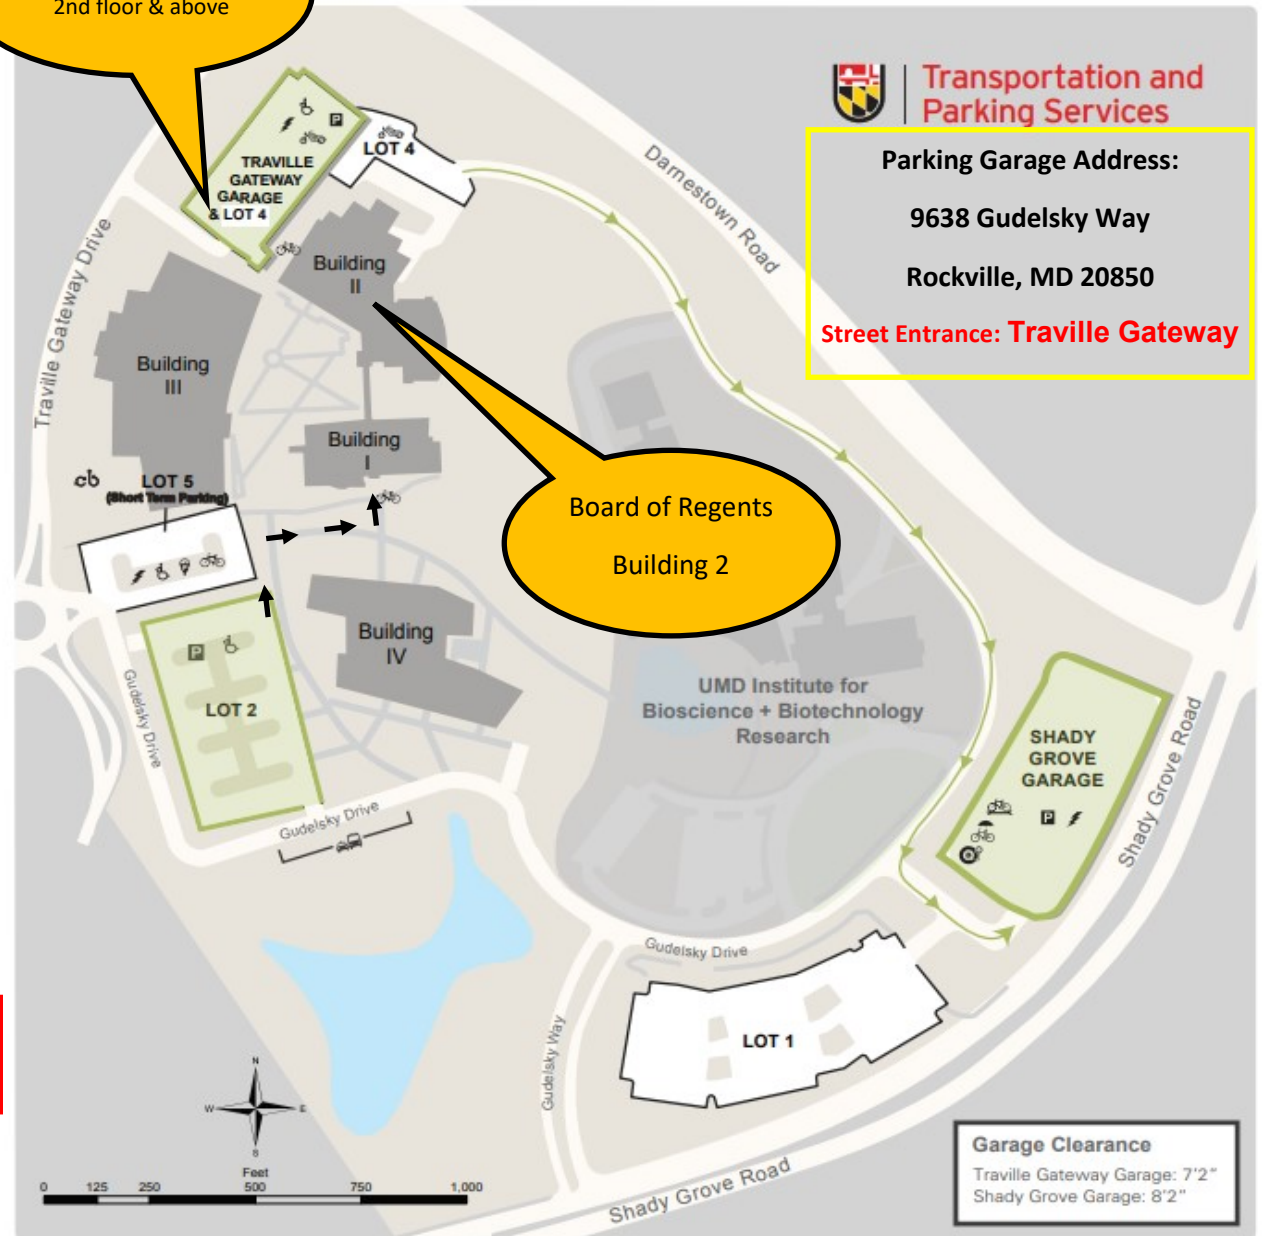 2nd floor & above
Transportation and
Parking Services
Parking Garage Address:
9638 Gudelsky Way
Rockville, MD 20850
Street Entrance: Traville Gateway
TRAVILLE
GATEWAY
GARAGE
& LOT 4
P
LOT 4
Darnestown Road
Traville Gateway Drive
Building
II
Building
III
Building
I
cb
LOT 5
(Short Term Parking)
Board of Regents
Building 2
Building
IV
P
LOT 2
Gudelsky Drive
Gudelsky Drive
UMD Institute for
Bioscience + Biotechnology
Research
SHADY
GROVE
GARAGE
P
Shady Grove Road
Gudelsky Drive
LOT 1
Gudelsky Way
Shady Grove Road
N
W
E
S
Feet
0 125 250 500 750 1,000
Garage Clearance
Traville Gateway Garage: 7'2"
Shady Grove Garage: 8'2"